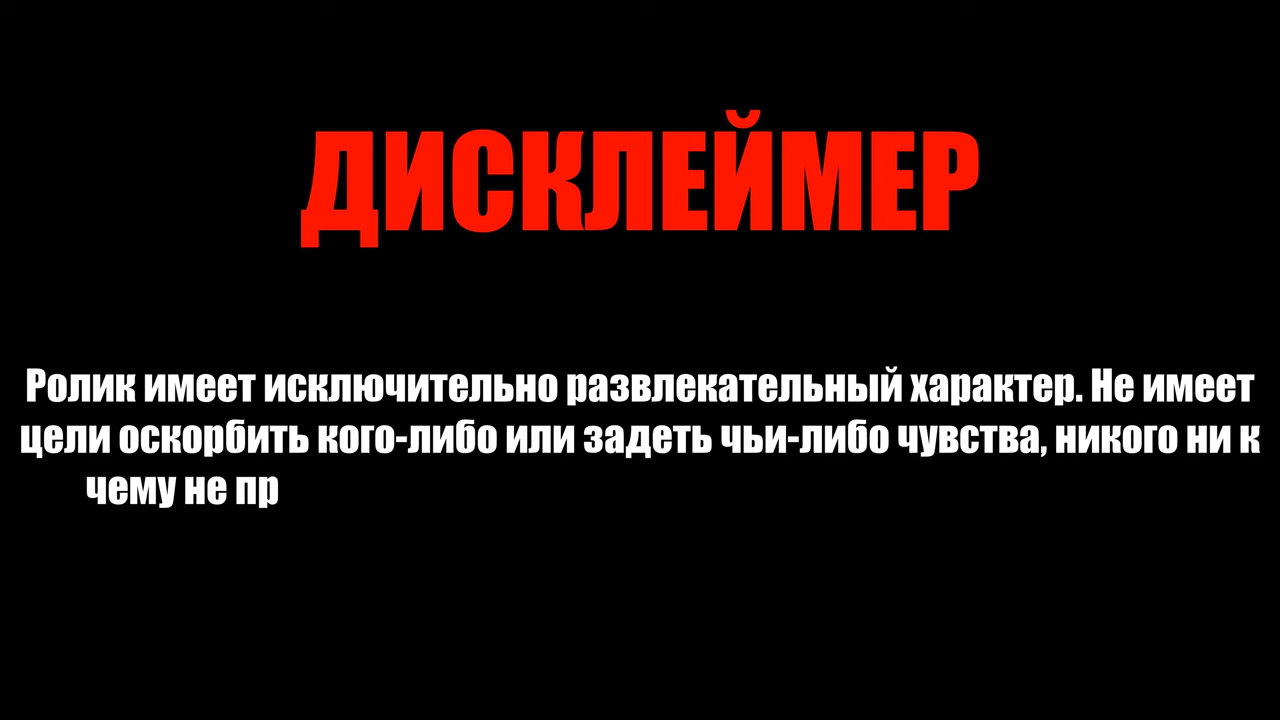 ДИСКЛЕЙМЕР
Ролик имеет исключительно развлекательный характер. Не имеет
цели оскорбить кого-либо или задеть чьи-либо чувства, никого ни к
чему не пр